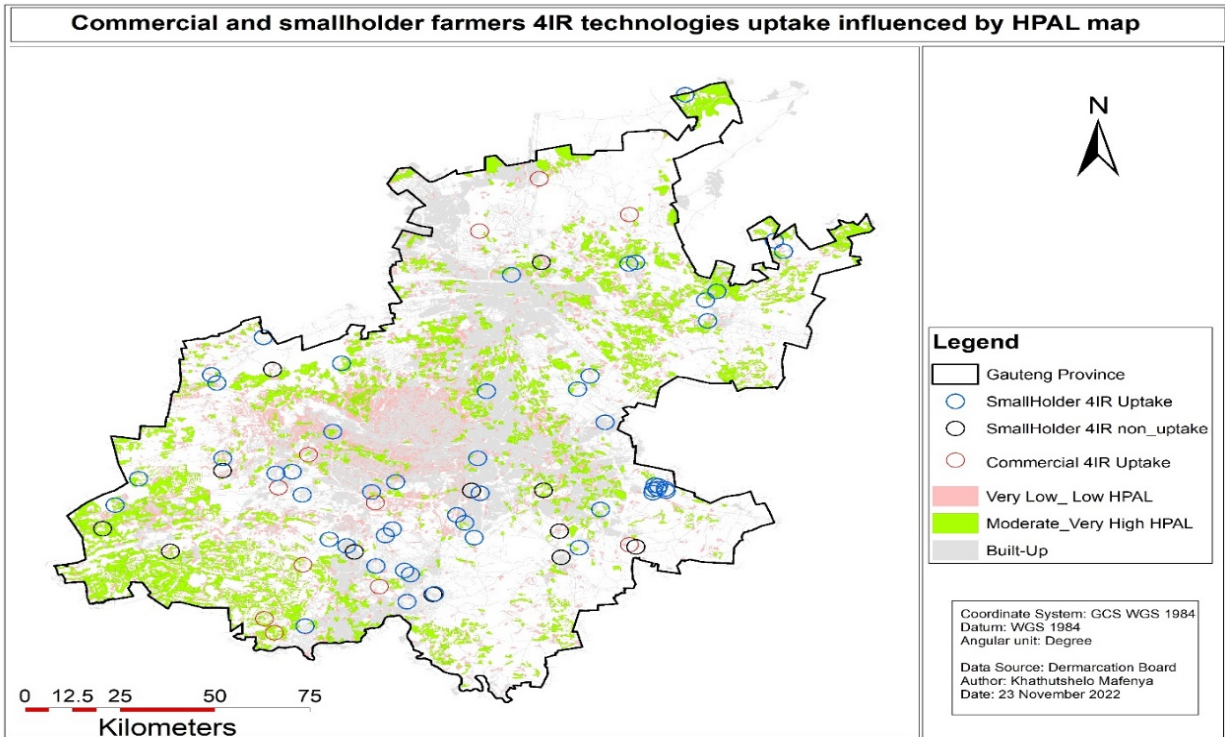 Commercial and smallholder farmers 4IR technologies uptake influenced by HPAL map
N
Legend
Gauteng Province
SmallHolder 4IR Uptake
SmallHolder 4IR non_uptake
Commercial 4IR Uptake
Very Low_ Low HPAL
Moderate_Very High HPAL
Built-Up
Coordinate System: GCS WGS 1984
Datum: WGS 1984
Angular unit: Degree
Data Source: Dermarcation Board
Author: Khathutshelo Mafenya
Date: 23 November 2022
0 12.5 25 50 75
Kilometers